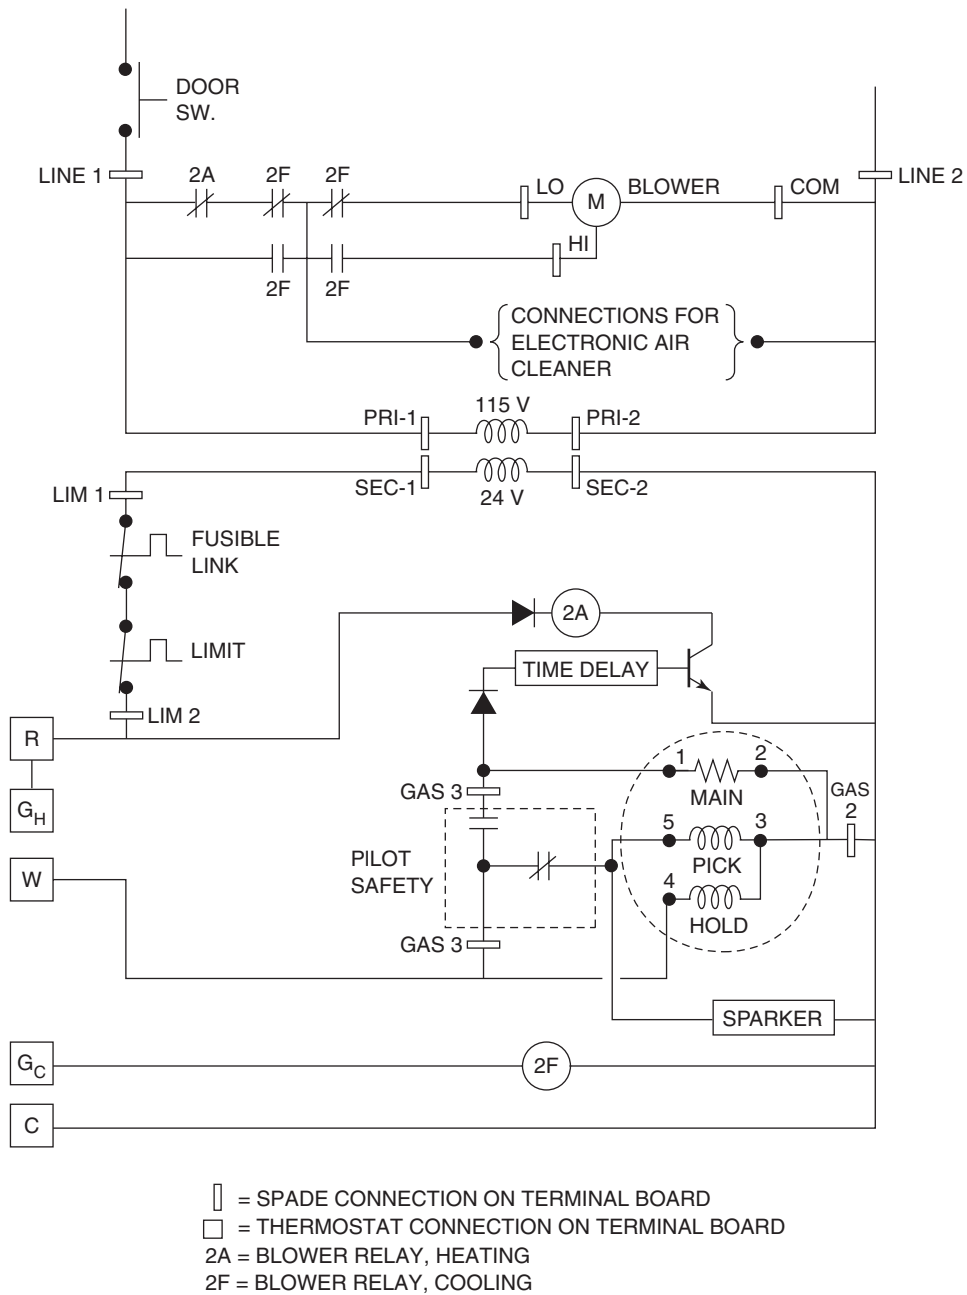 DOOR
SW.
LINE 1
2A
2F
2F
LO
M
BLOWER
COM
LINE 2
HI
2F
2F
CONNECTIONS FOR
ELECTRONIC AIR
CLEANER
PRI-1
115 V
PRI-2
LIM 1
SEC-1
24 V
SEC-2
FUSIBLE
LINK
2A
LIMIT
TIME DELAY
LIM 2
R
1
2
GAS 3
MAIN
GAS
2
GH
5
3
PILOT
SAFETY
PICK
W
4
HOLD
GAS 3
SPARKER
GC
2F
C
= SPADE CONNECTION ON TERMINAL BOARD
= THERMOSTAT CONNECTION ON TERMINAL BOARD
2A = BLOWER RELAY, HEATING
2F = BLOWER RELAY, COOLING